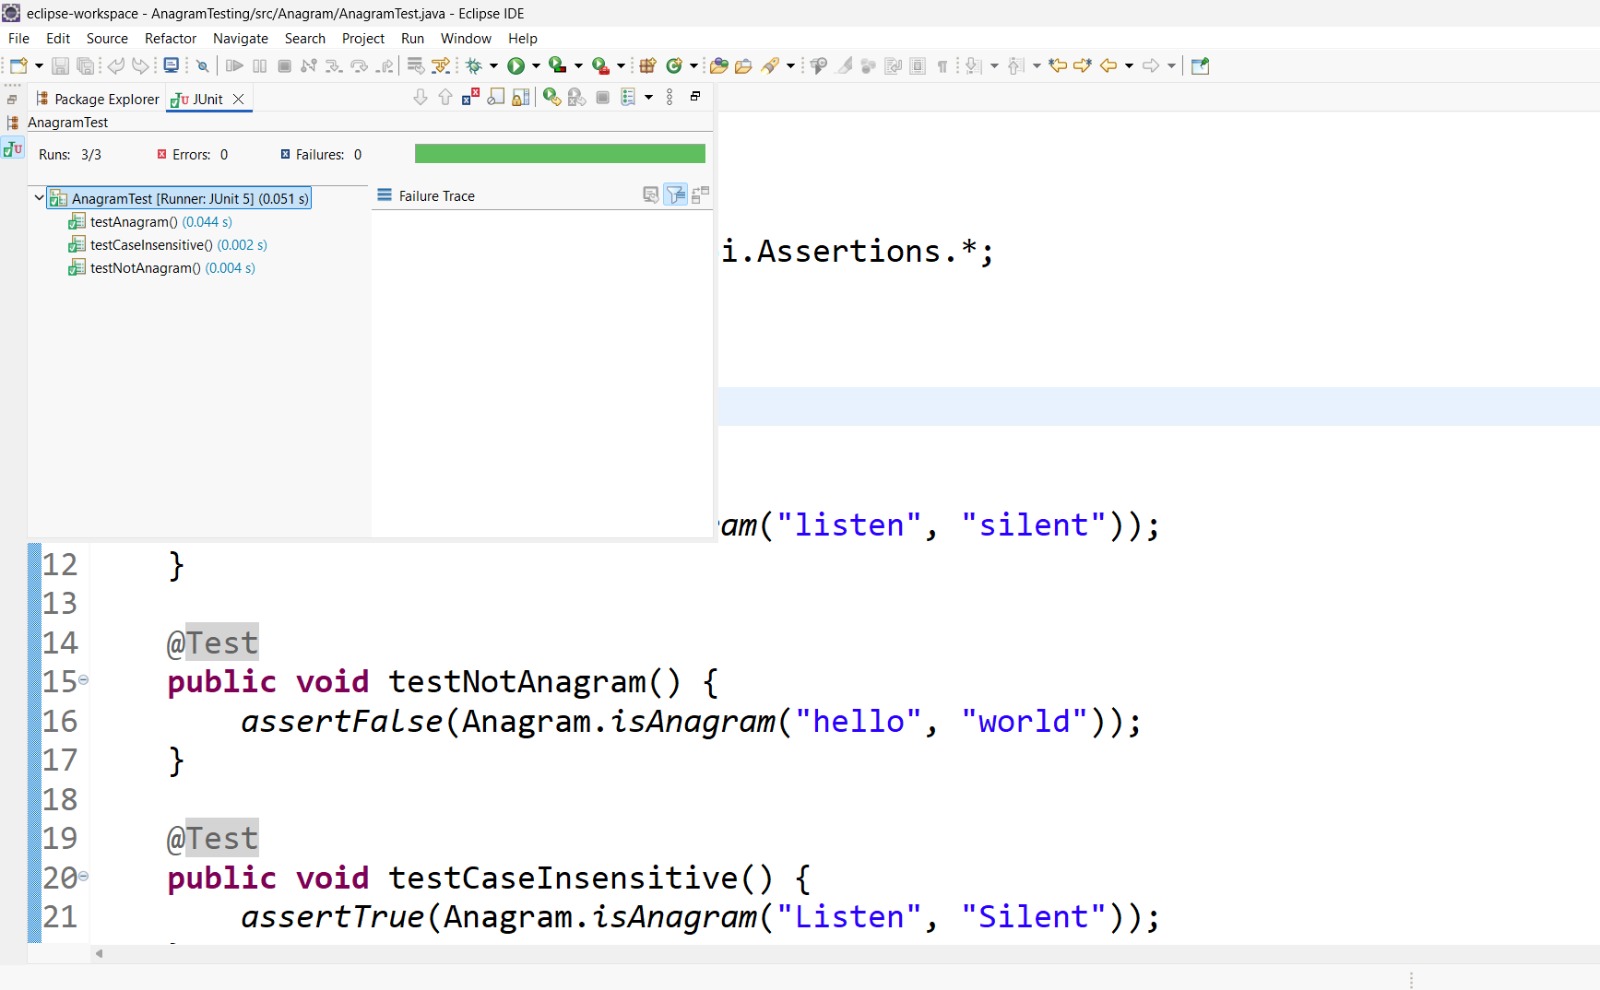 eclipse-workspace - AnagramTesting/src/Anagram/AnagramTest.java - Eclipse IDE
File Edit Source Refactor Navigate Search Project Run Window Help
Package Explorer JUnit
AnagramTest
Runs: 3/3 Errors: 0 Failures: 0
AnagramTest [Runner: JUnit 5] (0.051 s)
testAnagram() (0.044 s)
testCaseInsensitive() (0.002 s)
testNotAnagram() (0.004 s)
Failure Trace
i.Assertions.*;
am("listen", "silent"));
12 }
13
14 @Test
15 public void testNotAnagram() {
16 assertFalse(Anagram.isAnagram("hello", "world"));
17 }
18
19 @Test
20 public void testCaseInsensitive() {
21 assertTrue(Anagram.isAnagram("Listen", "Silent"));